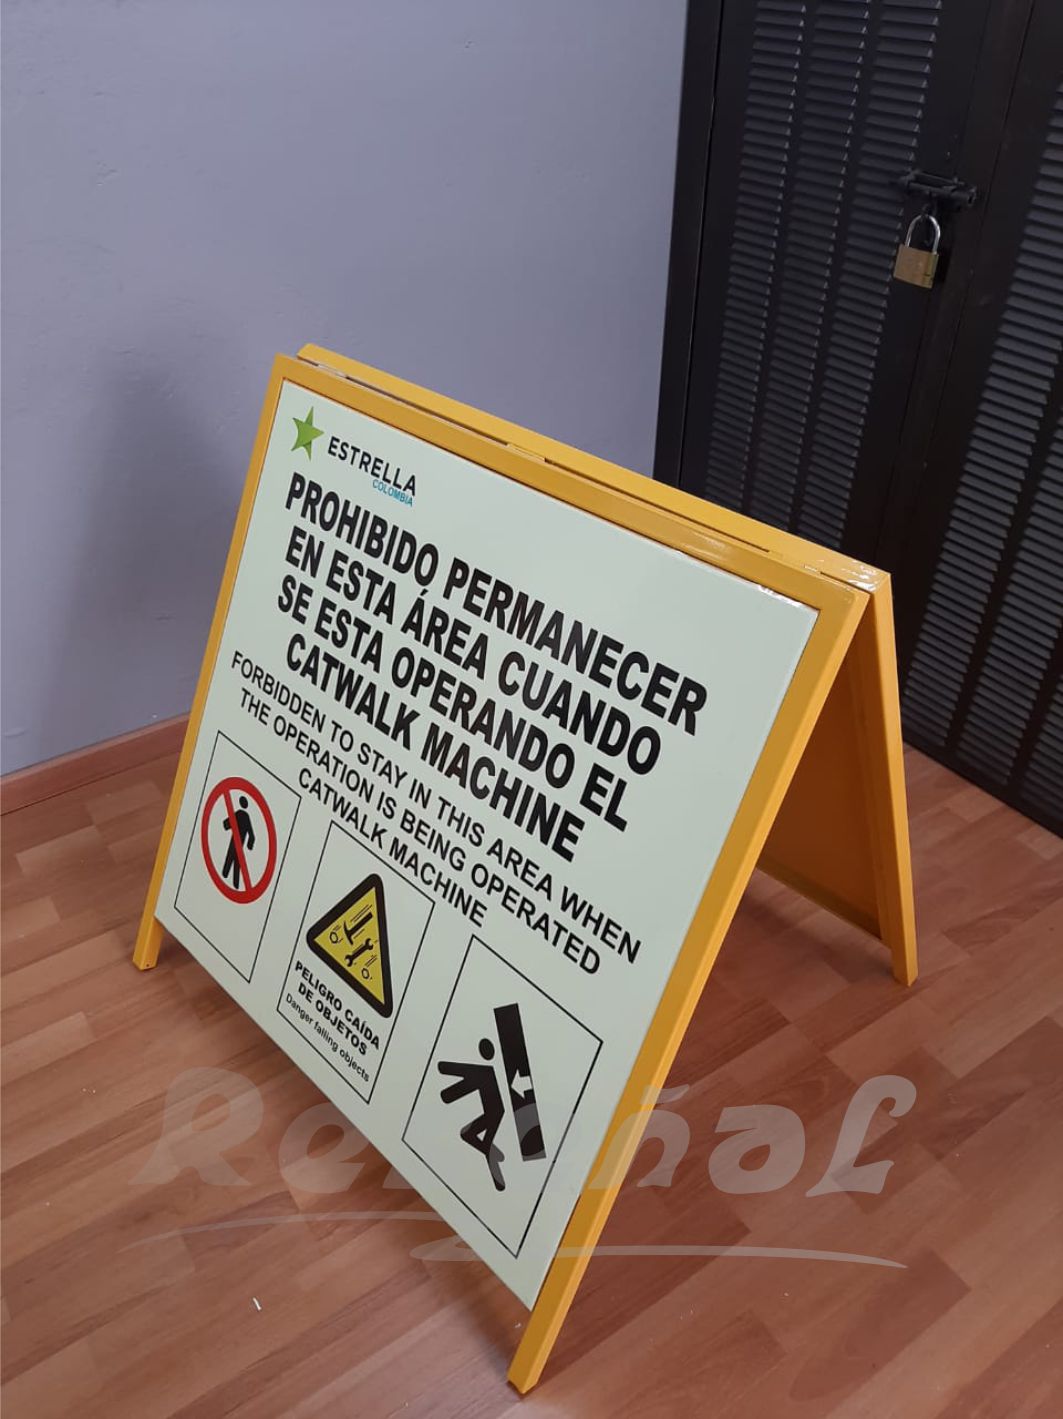 ESTRELLA
COLOMBIA
PROHIBIDO PERMANECER
EN ESTA ÁREA CUANDO
SE ESTA OPERANDO EL
CATWALK MACHINE
FORBIDDEN TO STAY IN THIS AREA WHEN
THE OPERATION IS BEING OPERATED
CATWALK MACHINE
PELIGRO CAÍDA
DE OBJETOS
Danger falling objects